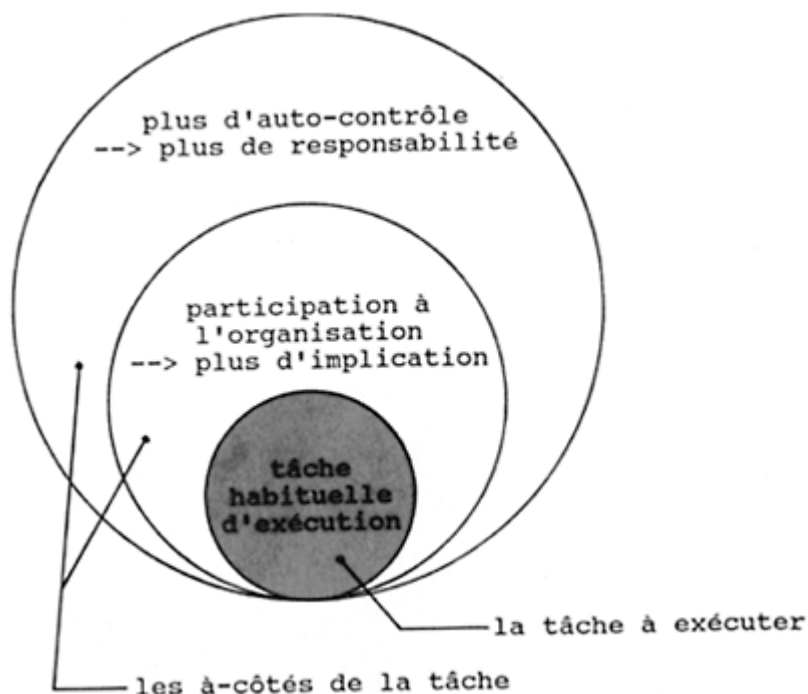 plus d'auto-contrôle
--> plus de responsabilité
participation à
l'organisation
--> plus d'implication
tâche
habituelle
d'exécution
la tâche à exécuter
les à-côtés de la tâche